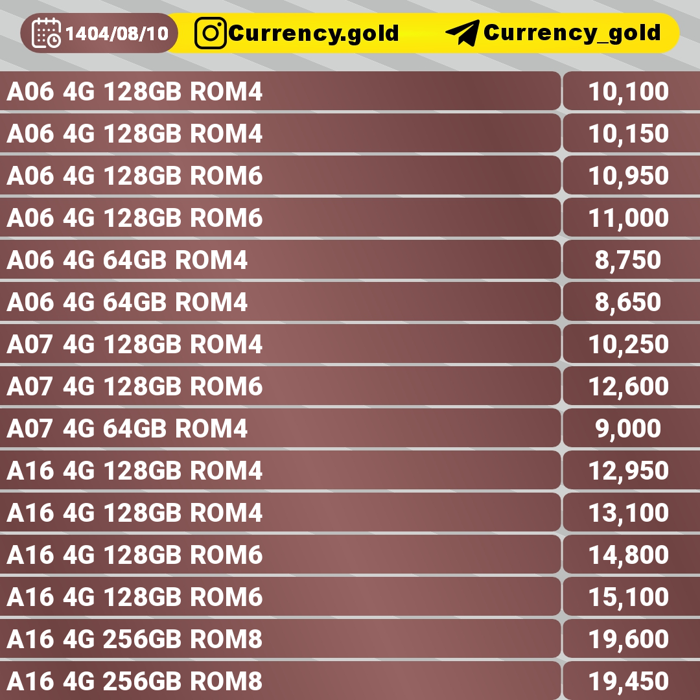 1404/08/10 Currency.gold Currency_gold
A06 4G 128GB ROM4 10,100
A06 4G 128GB ROM4 10,150
A06 4G 128GB ROM6 10,950
A06 4G 128GB ROM6 11,000
A06 4G 64GB ROM4 8,750
A06 4G 64GB ROM4 8,650
A07 4G 128GB ROM4 10,250
A07 4G 128GB ROM6 12,600
A07 4G 64GB ROM4 9,000
A16 4G 128GB ROM4 12,950
A16 4G 128GB ROM4 13,100
A16 4G 128GB ROM6 14,800
A16 4G 128GB ROM6 15,100
A16 4G 256GB ROM8 19,600
A16 4G 256GB ROM8 19,450